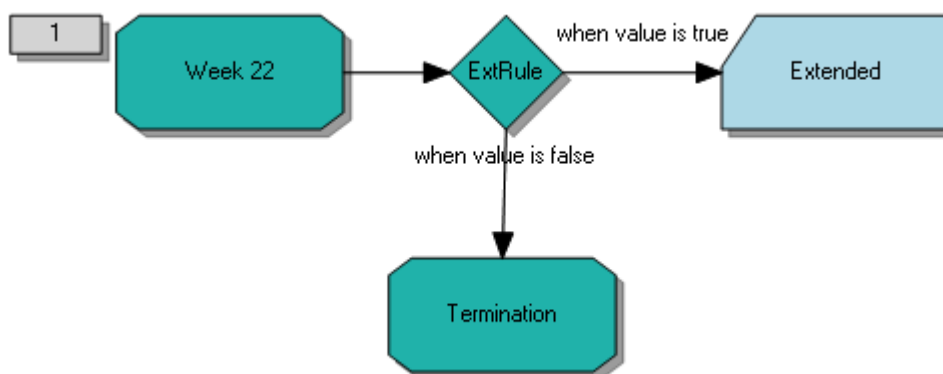 1
Week 22
ExtRule
when value is true
Extended
when value is false
Termination